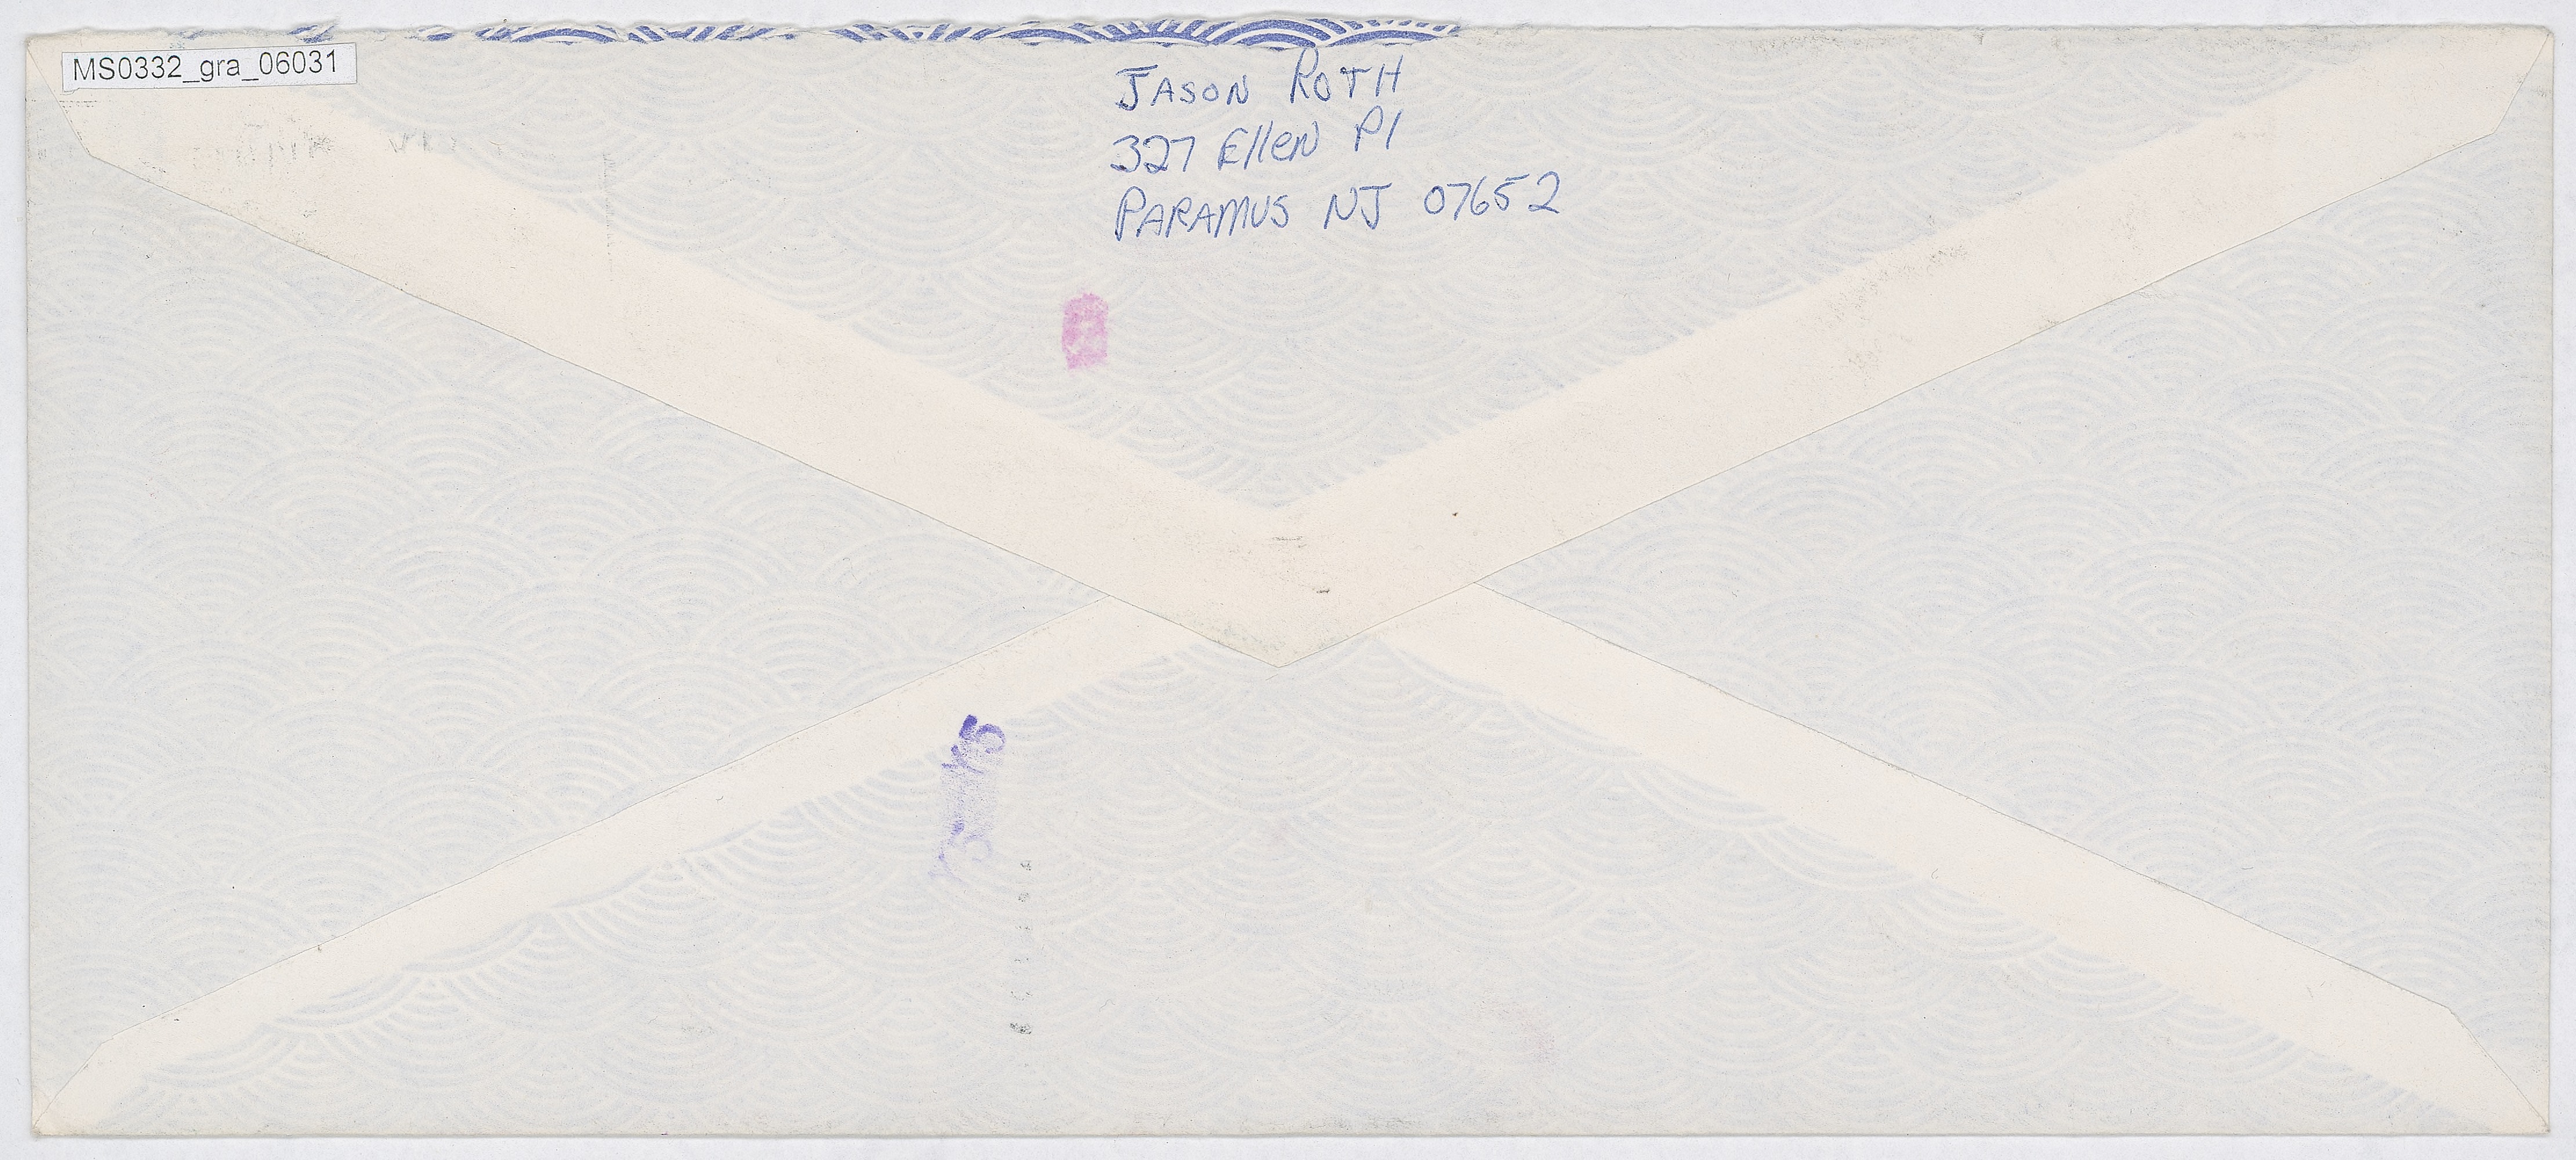 MS0332_gra_06031
JASON ROTH
327 Ellen Pl
PARAMUS NJ 07652